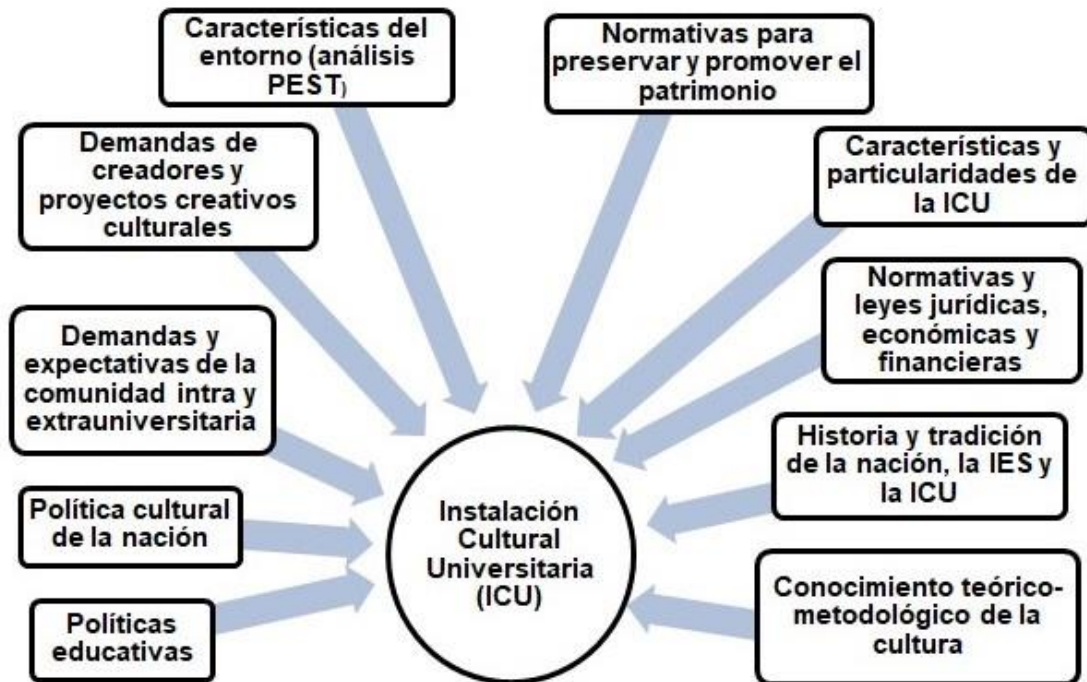 Características del
entorno (análisis
PEST)
Normativas para
preservar y promover el
patrimonio
Demandas de
creadores y
proyectos creativos
culturales
Características y
particularidades de
la ICU
Normativas y
leyes jurídicas,
económicas y
financieras
Demandas y
expectativas de la
comunidad intra y
extrauniversitaria
Historia y tradición
de la nación, la IES y
la ICU
Política cultural
de la nación
Instalación
Cultural
Universitaria
(ICU)
Políticas
educativas
Conocimiento teórico-
metodológico de la
cultura